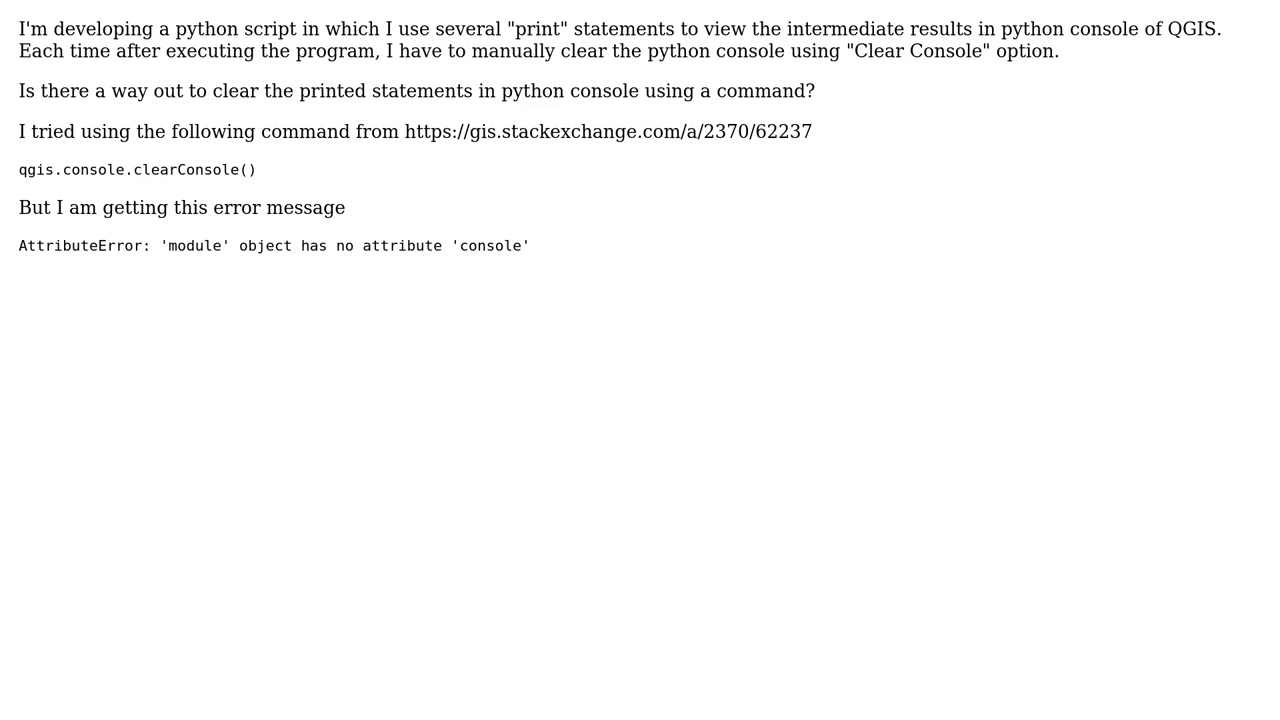 I'm developing a python script in which I use several "print" statements to view the intermediate results in python console of QGIS.
Each time after executing the program, I have to manually clear the python console using "Clear Console" option.
Is there a way out to clear the printed statements in python console using a command?
I tried using the following command from https://gis.stackexchange.com/a/2370/62237
qgis.console.clearConsole()
But I am getting this error message
AttributeError: 'module' object has no attribute 'console'